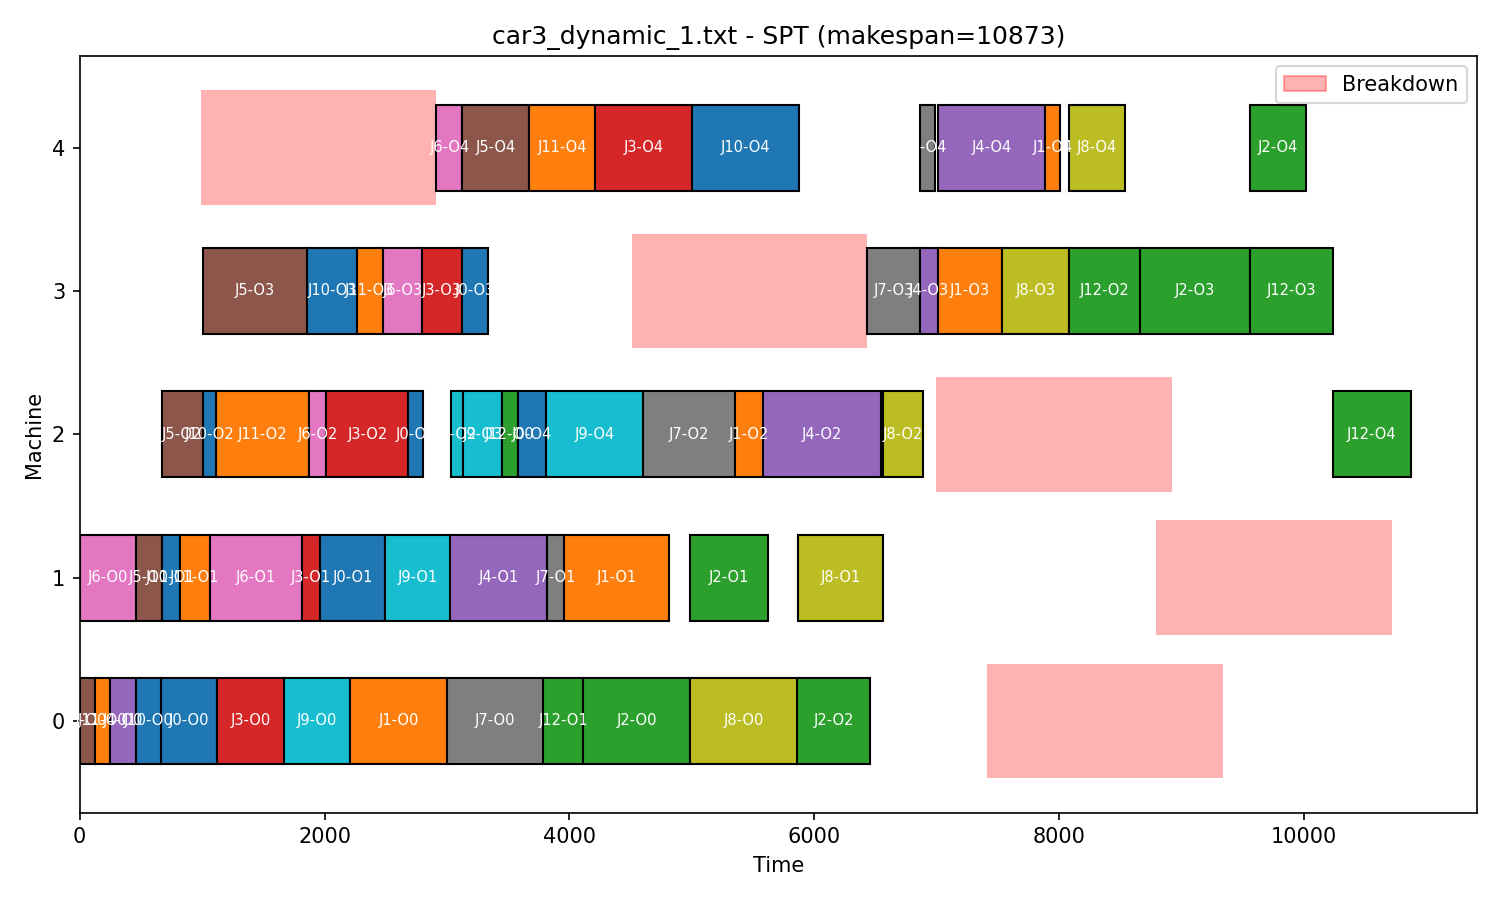 car3_dynamic_1.txt - SPT (makespan=10873)
Breakdown
4
J6-O4 J5-O4 J11-O4 J3-O4 J10-O4 J4-O4 J8-O4 J2-O4
3
J5-O3 J6-O3 J3-O3 J7-O3 J4-O3 J1-O3 J8-O3 J12-O2 J2-O3 J12-O3
2
J11-O2 J6-O2 J3-O2 J9-O4 J7-O2 J1-O2 J4-O2 J8-O2 J12-O4
1
J6-O0 J6-O1 J3-O1 J0-O1 J9-O1 J4-O1 J7-O1 J1-O1 J2-O1 J8-O1
0
J0-O0 J3-O0 J9-O0 J1-O0 J7-O0 J12-O1 J2-O0 J8-O0 J2-O2
0 2000 4000 6000 8000 10000
Time
Machine